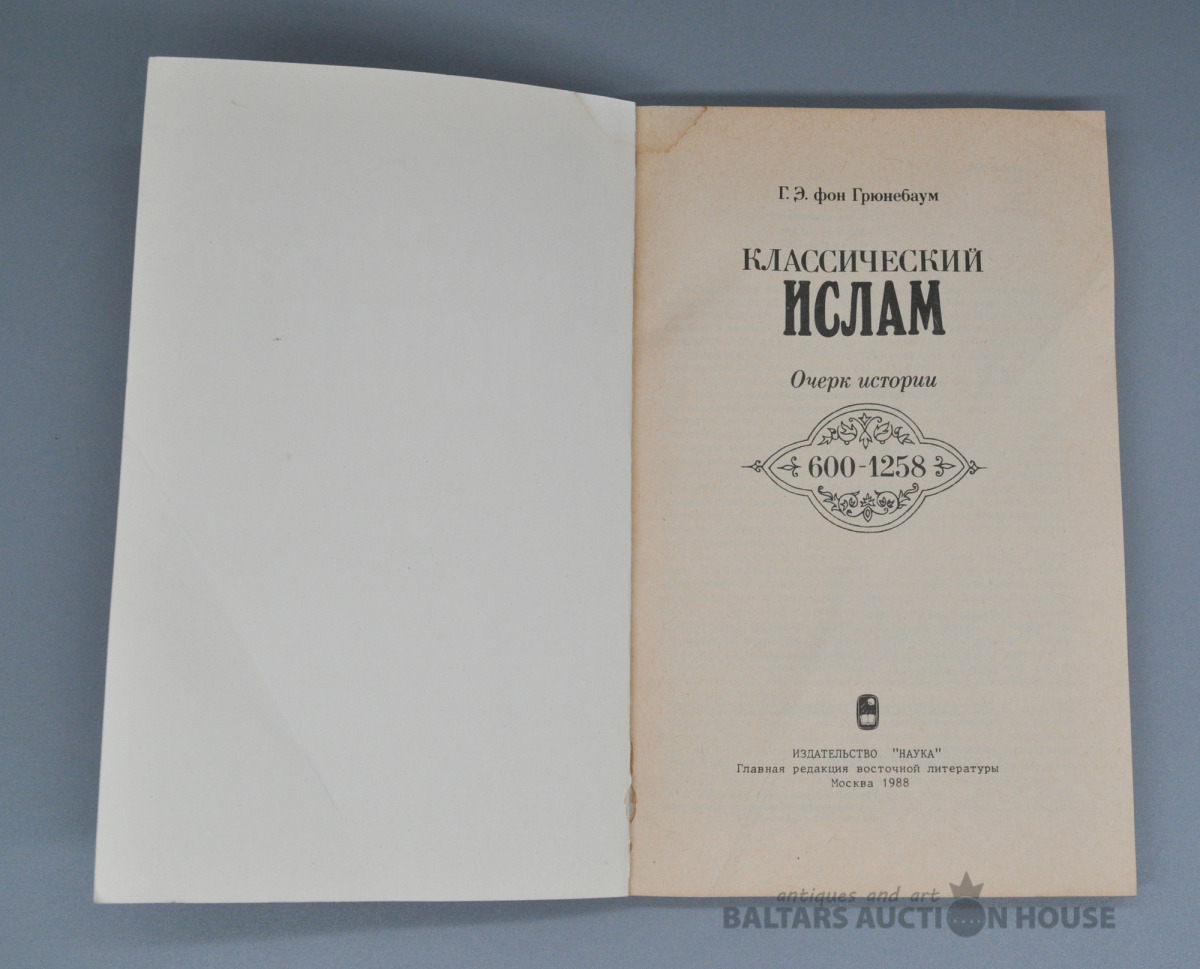 Г. Э. фон Грюнебаум
КЛАССИЧЕСКИЙ
ИСЛАМ
Очерк истории
600-1258
ИЗДАТЕЛЬСТВО "НАУКА"
Главная редакция восточной литературы
Москва 1988
antiques and art
BALTARS AUCTION HOUSE